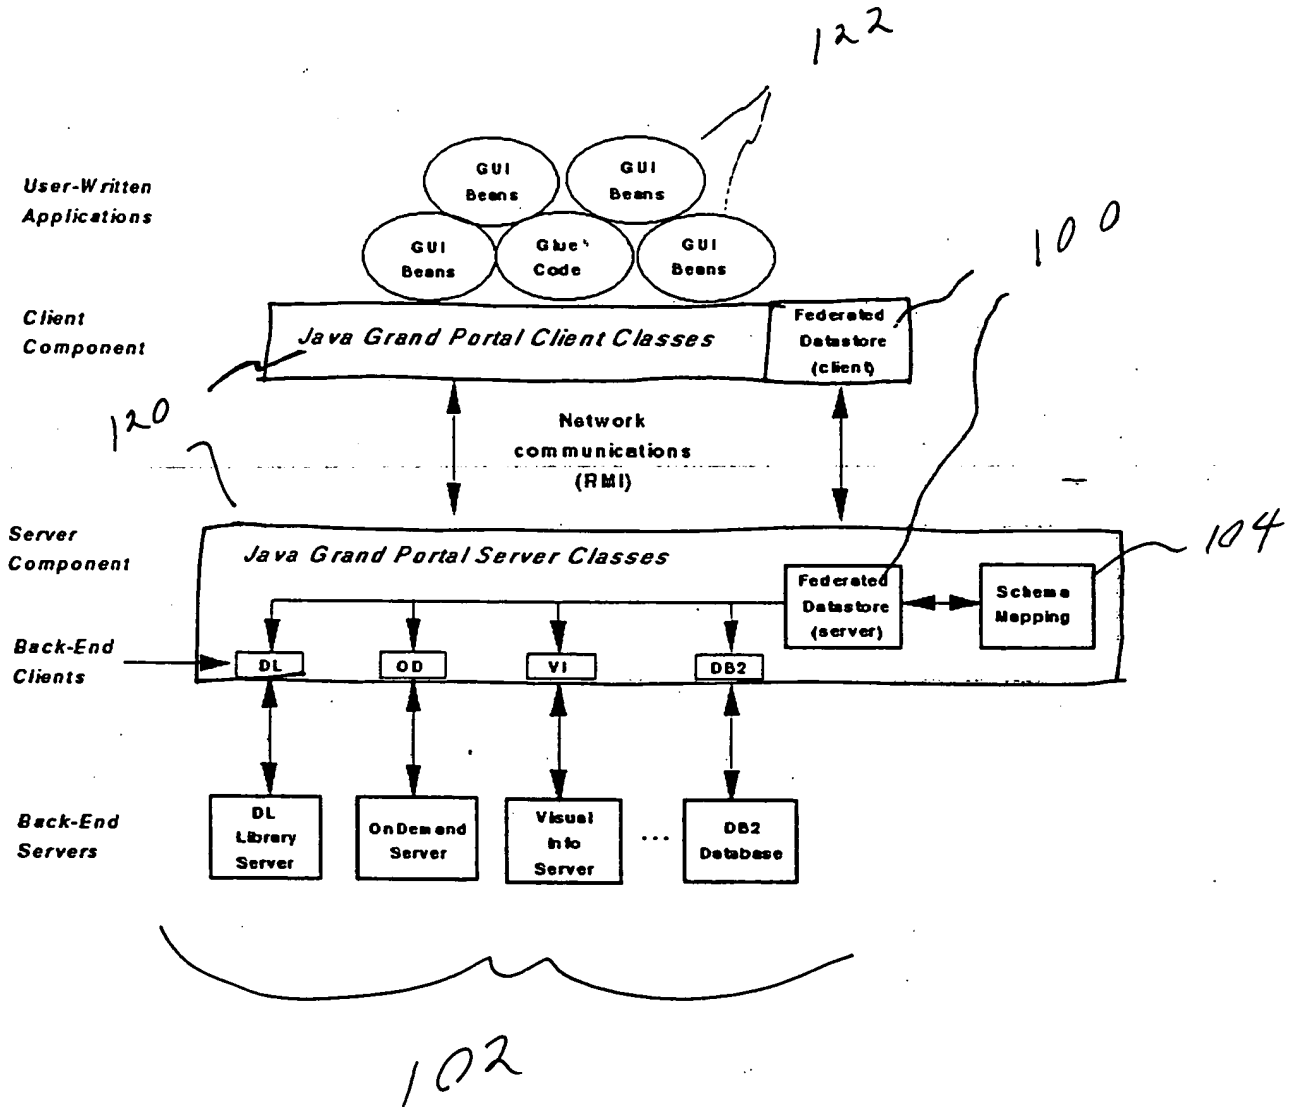 122
GUI
Beans
GUI
Beans
User-Written
Applications
GUI
Beans
Glue
Code
GUI
Beans
100
Client
Component
Java Grand Portal Client Classes
Federated
Datastore
(client)
120
Network
communications
(RMI)
Server
Component
Java Grand Portal Server Classes
104
Federated
Datastore
(server)
Schema
Mapping
Back-End
Clients
DL
OD
VI
DB2
Back-End
Servers
DL
Library
Server
OnDemand
Server
Visual
Info
Server
...
DB2
Database
102